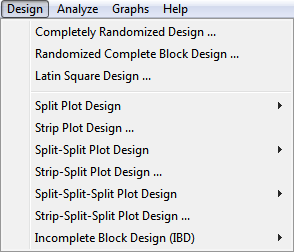 Design Analyze Graphs Help
Completely Randomized Design ...
Randomized Complete Block Design ...
Latin Square Design ...
Split Plot Design
Strip Plot Design ...
Split-Split Plot Design
Strip-Split Plot Design ...
Split-Split-Split Plot Design
Strip-Split-Split Plot Design ...
Incomplete Block Design (IBD)